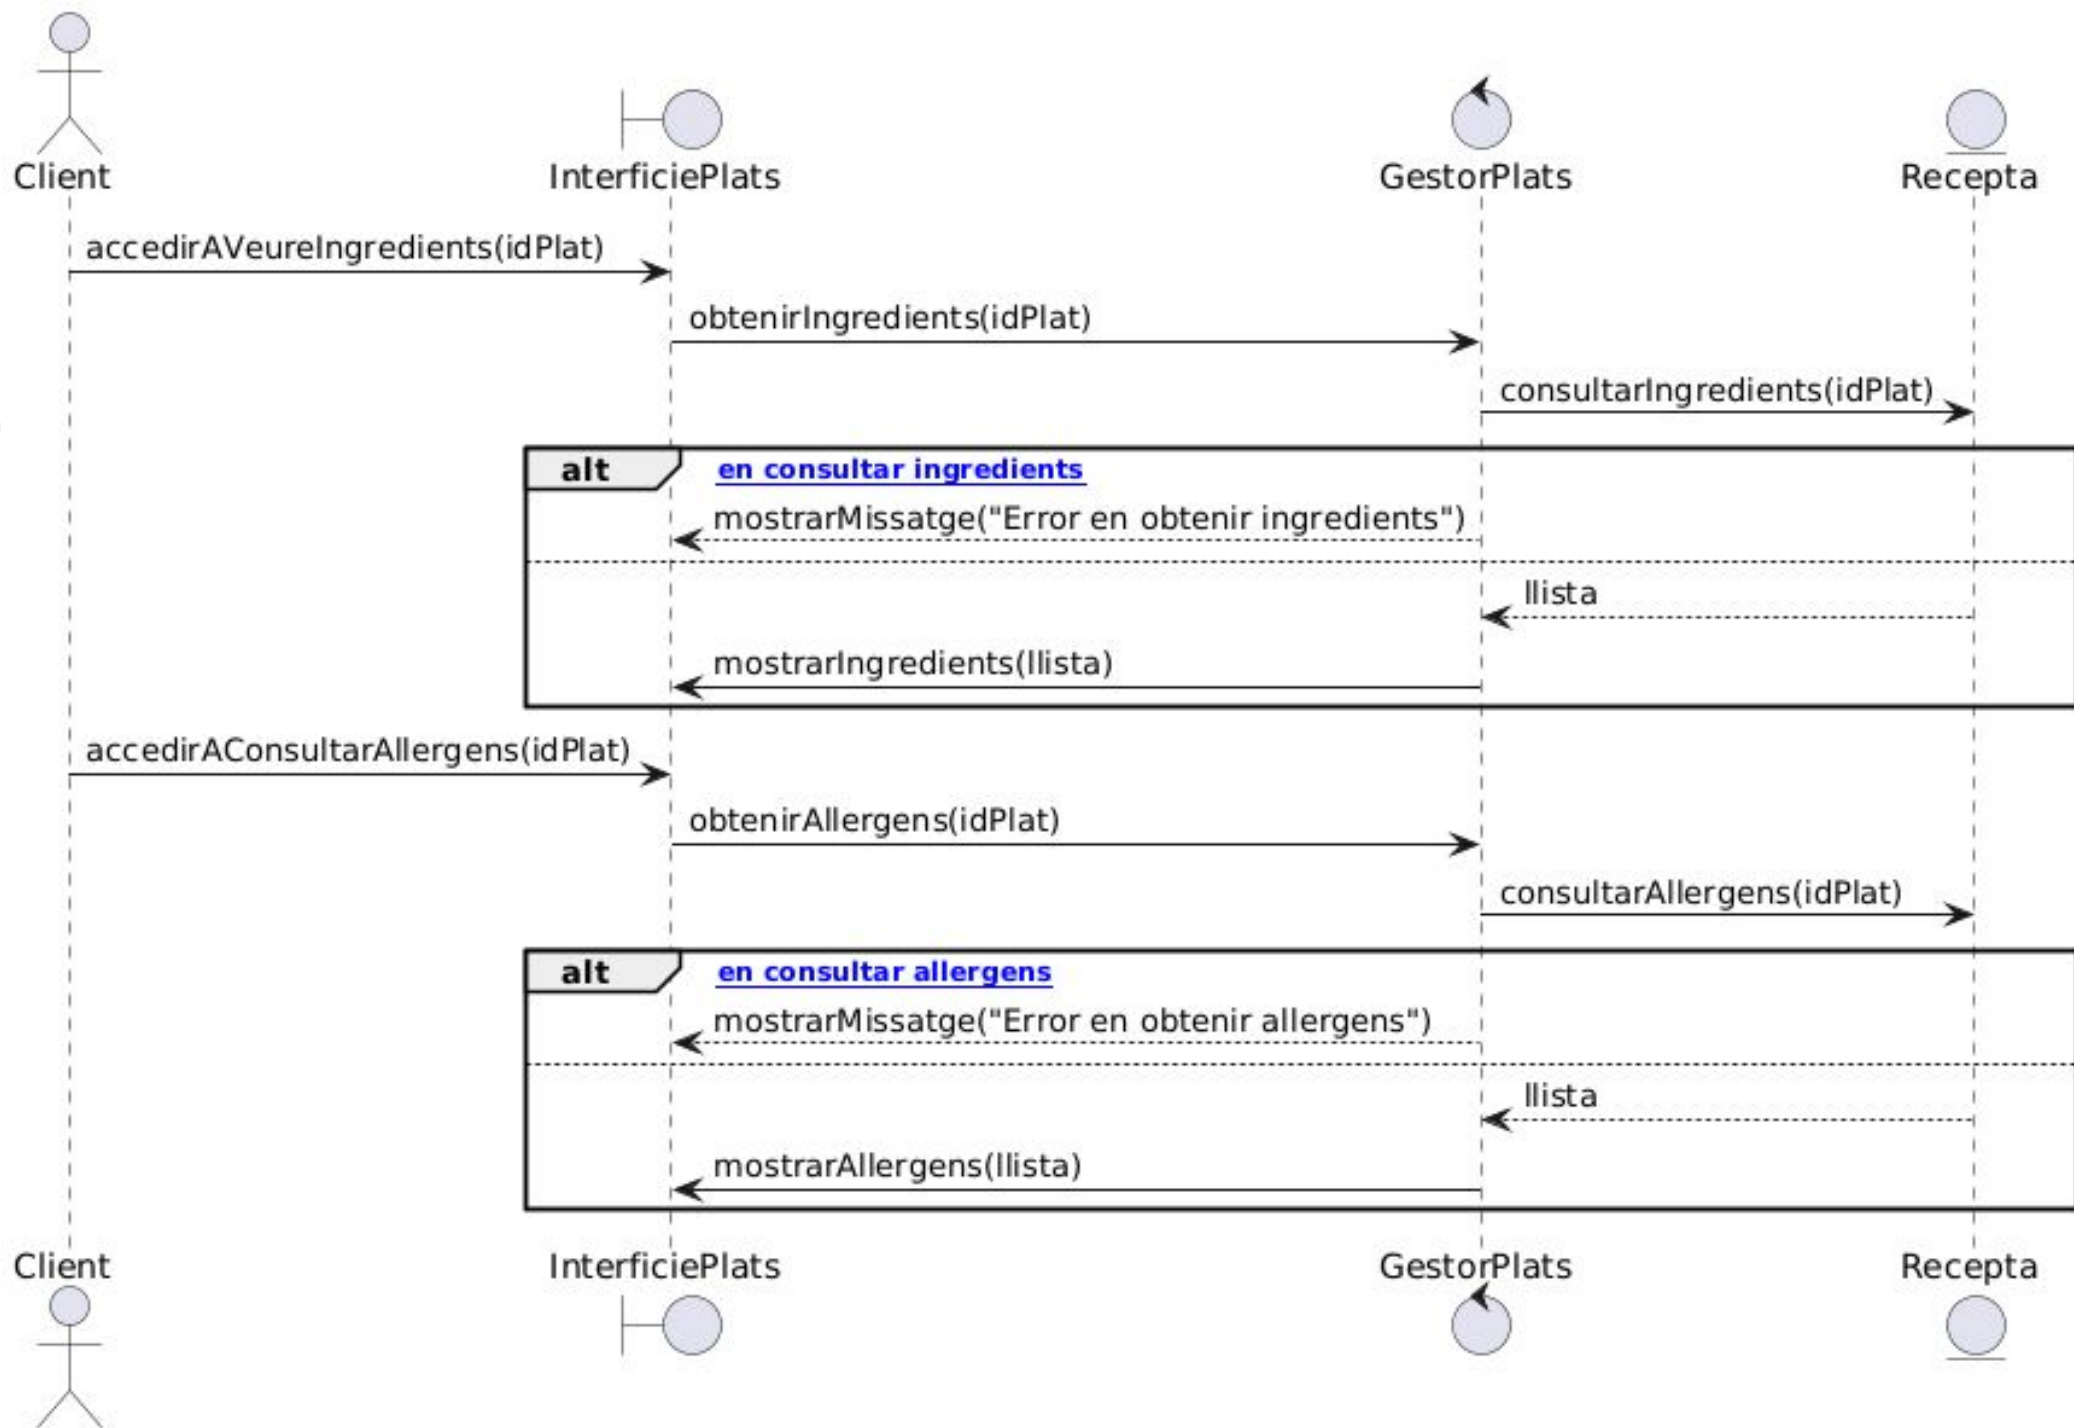 Client
InterficiePlats
GestorPlats
Recepta
accedirAVeureIngredients(idPlat)
obtenirIngredients(idPlat)
consultarIngredients(idPlat)
alt en consultar ingredients
mostrarMissatge("Error en obtenir ingredients")
llista
mostrarIngredients(llista)
accedirAConsultarAllergens(idPlat)
obtenirAllergens(idPlat)
consultarAllergens(idPlat)
alt en consultar allergens
mostrarMissatge("Error en obtenir allergens")
llista
mostrarAllergens(llista)
Client
InterficiePlats
GestorPlats
Recepta